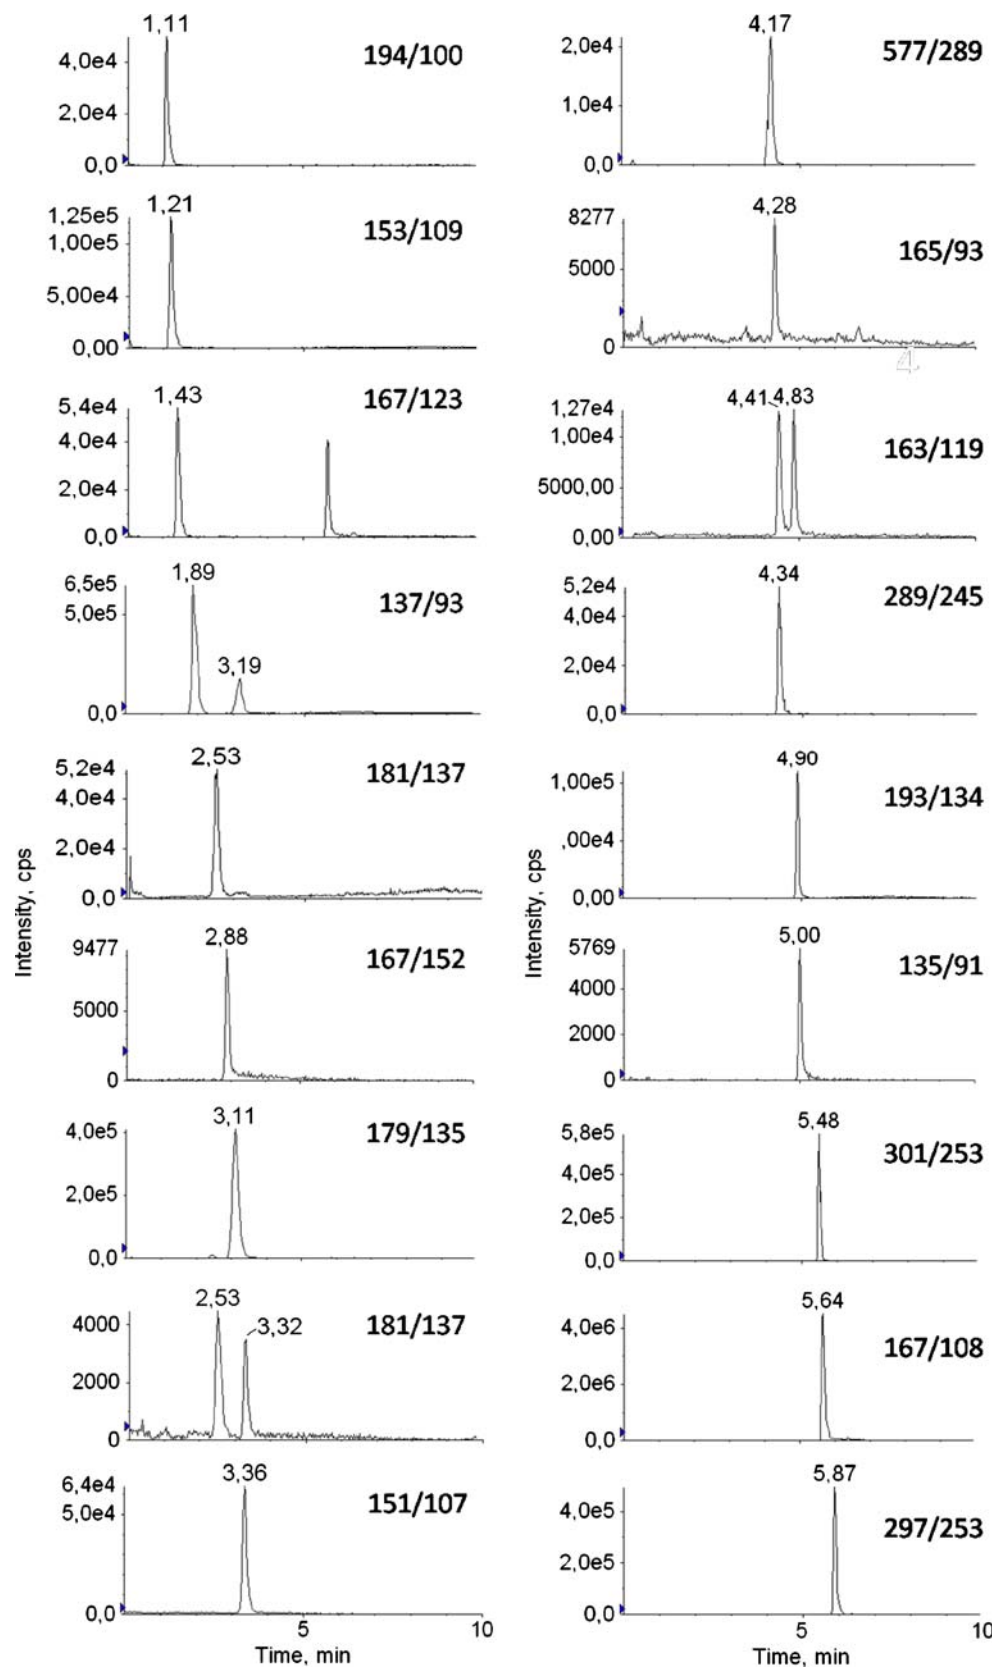 1,11
194/100
4,0e4
2,0e4
0,0
1,21
153/109
1,25e5
1,00e5
5,00e4
0,00
1,43
167/123
5,4e4
4,0e4
2,0e4
0,0
1,89
137/93
6,5e5
5,0e5
3,19
0,0
2,53
181/137
5,2e4
4,0e4
2,0e4
0,0
2,88
167/152
9477
5000
0
3,11
179/135
4,0e5
2,0e5
0,0
2,53
181/137
4000
3,32
2000
0
10
3,36
151/107
6,4e4
5,0e4
0,0
5
10
Time, min
Intensity, cps
4,17
577/289
2,0e4
1,0e4
0,0
4,28
165/93
8277
5000
0
4
4,41
4,83
163/119
1,27e4
1,00e4
5000,00
0,00
4,34
289/245
5,2e4
4,0e4
2,0e4
0,0
4,90
193/134
1,00e5
,00e4
0,00
5,00
135/91
5769
4000
2000
0
5,48
301/253
5,8e5
4,0e5
2,0e5
0,0
5,64
167/108
4,0e6
2,0e6
0,0
5,87
297/253
4,0e5
2,0e5
0,0
5
10
Time, min
Intensity, cps